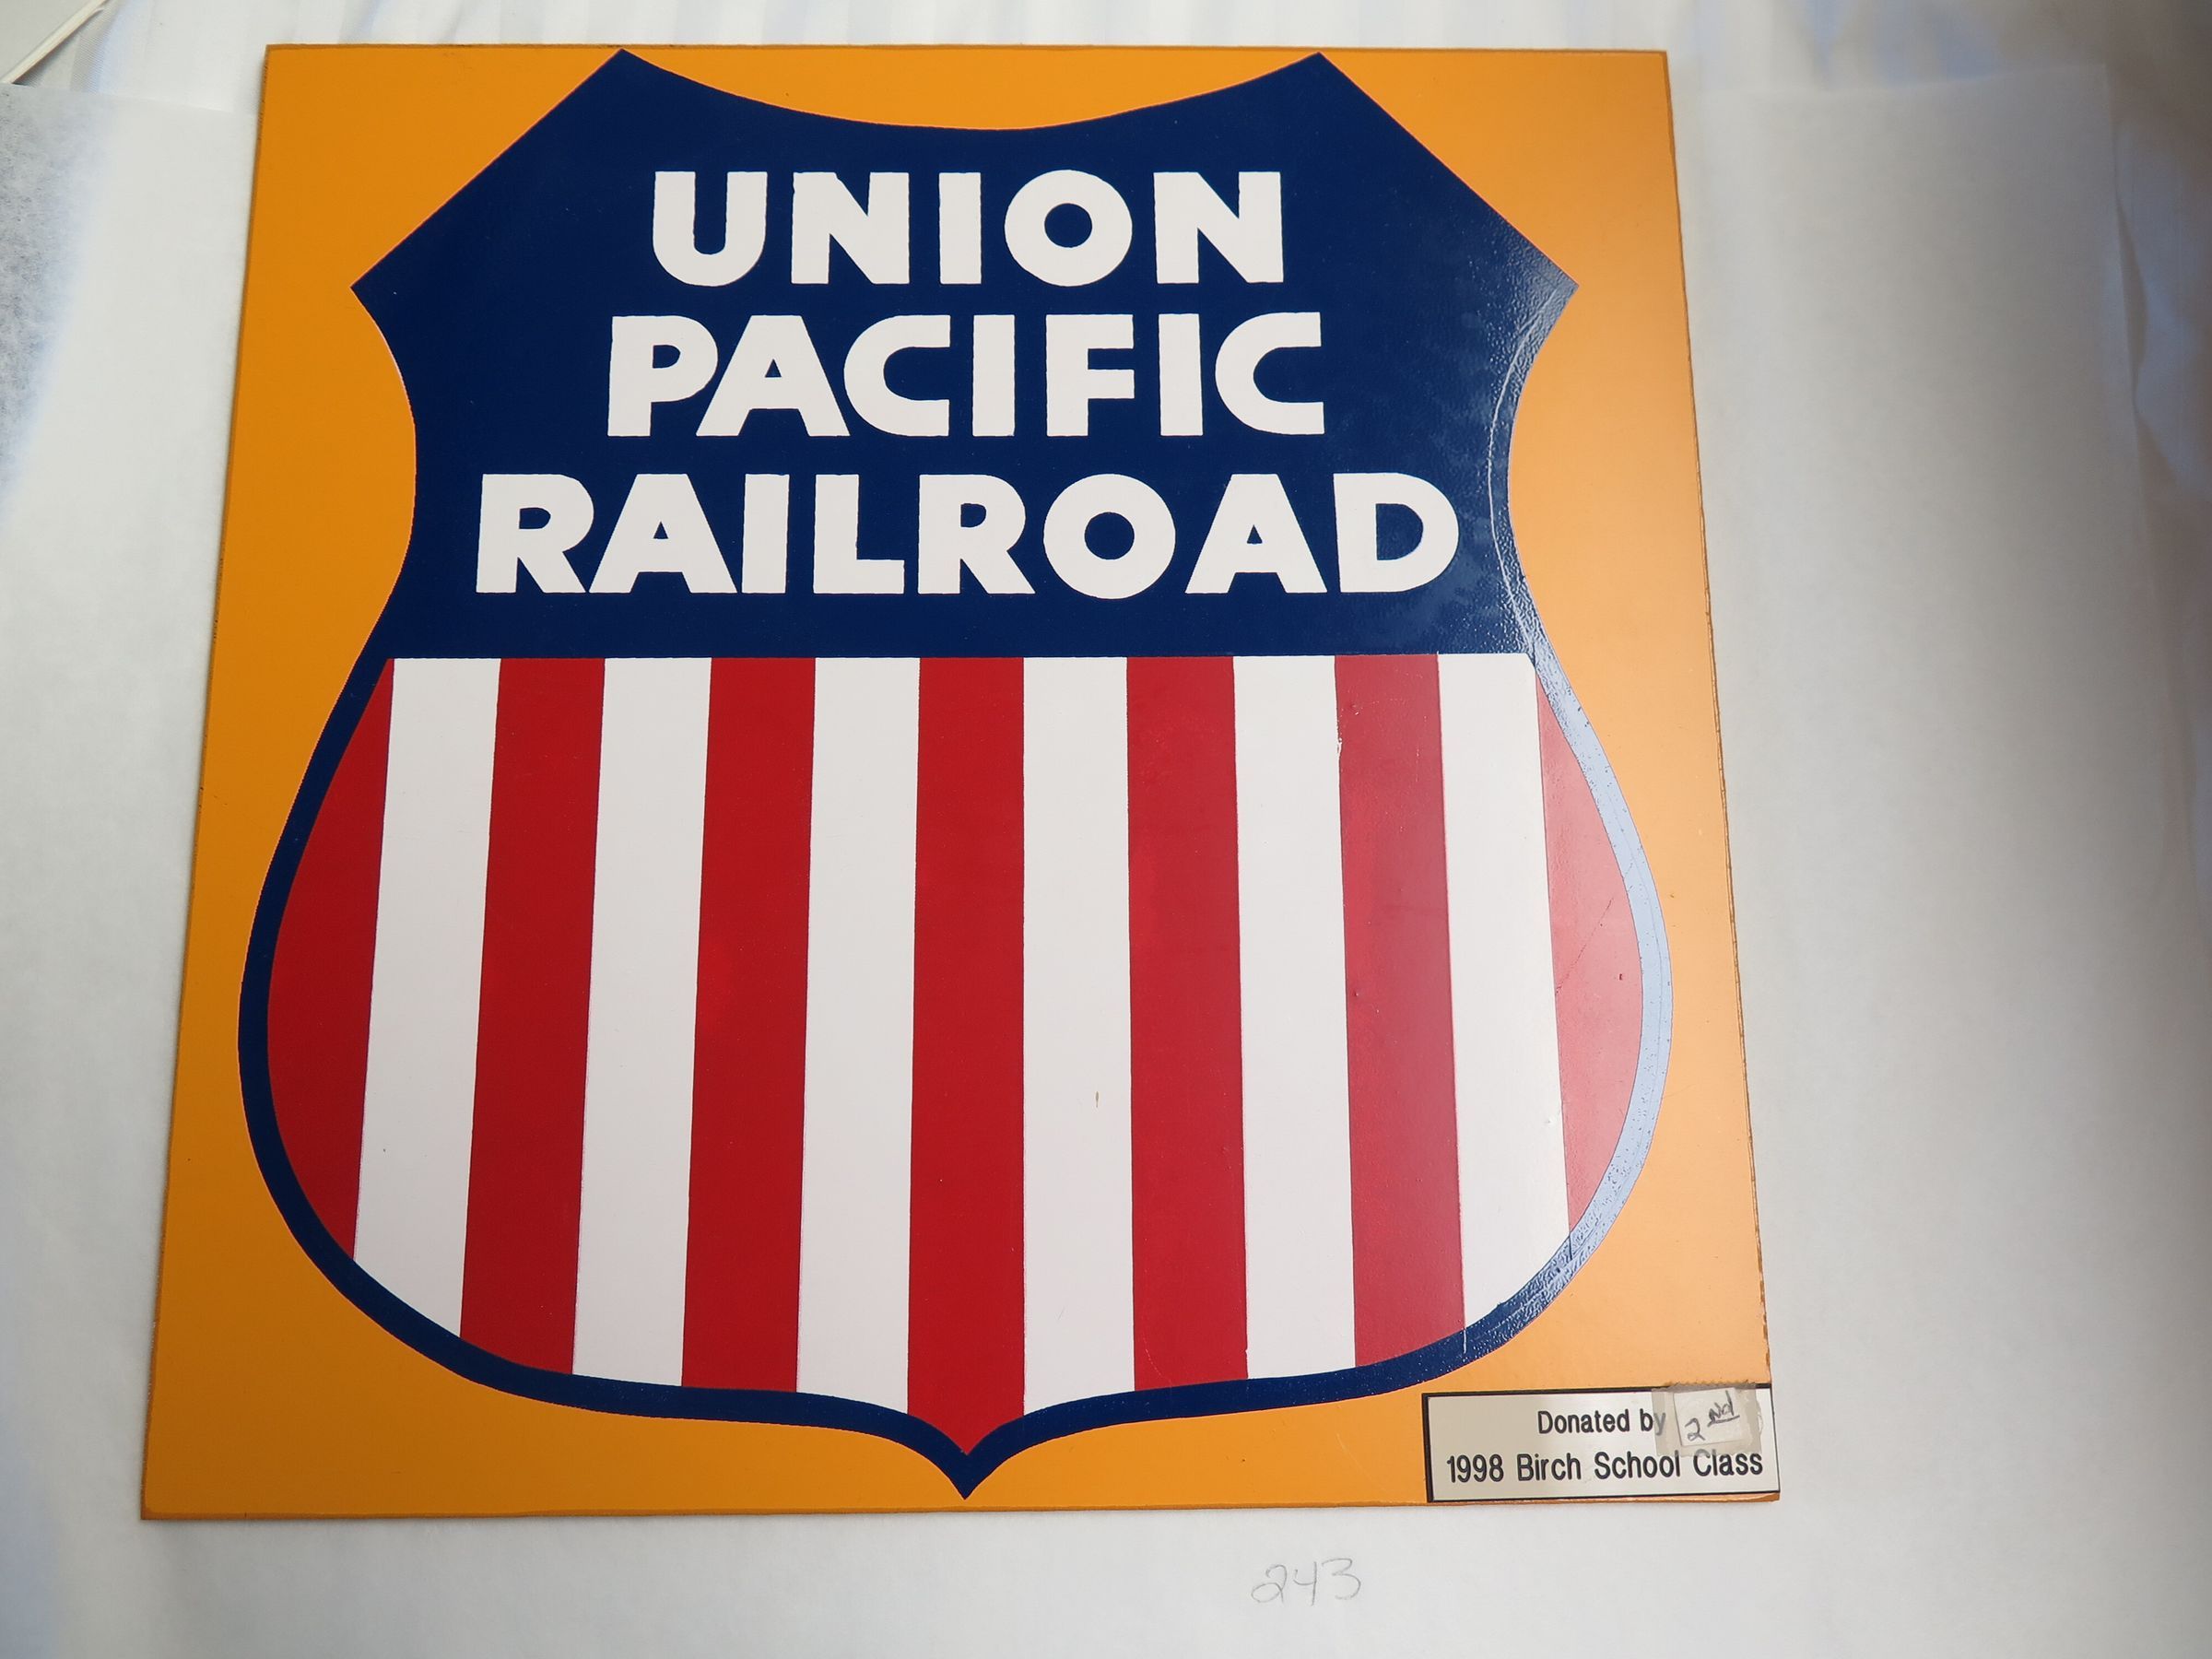 UNION
PACIFIC
RAILROAD
Donated by 2nd
1998 Birch School Class
243